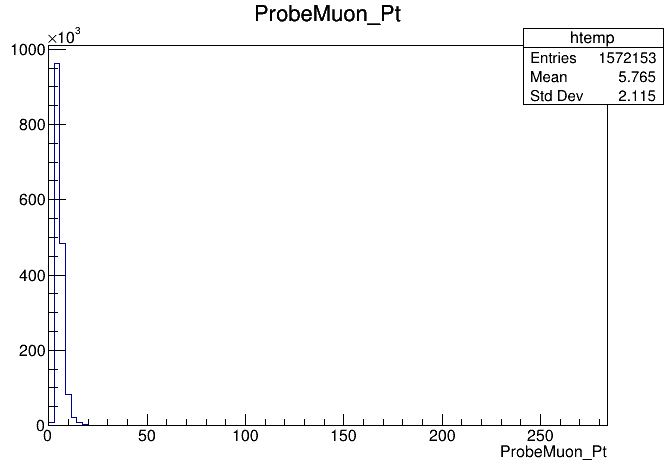 ProbeMuon_Pt
×10³
htemp
Entries 1572153
Mean 5.765
Std Dev 2.115
1000
800
600
400
200
0
0 50 100 150 200 250
ProbeMuon_Pt